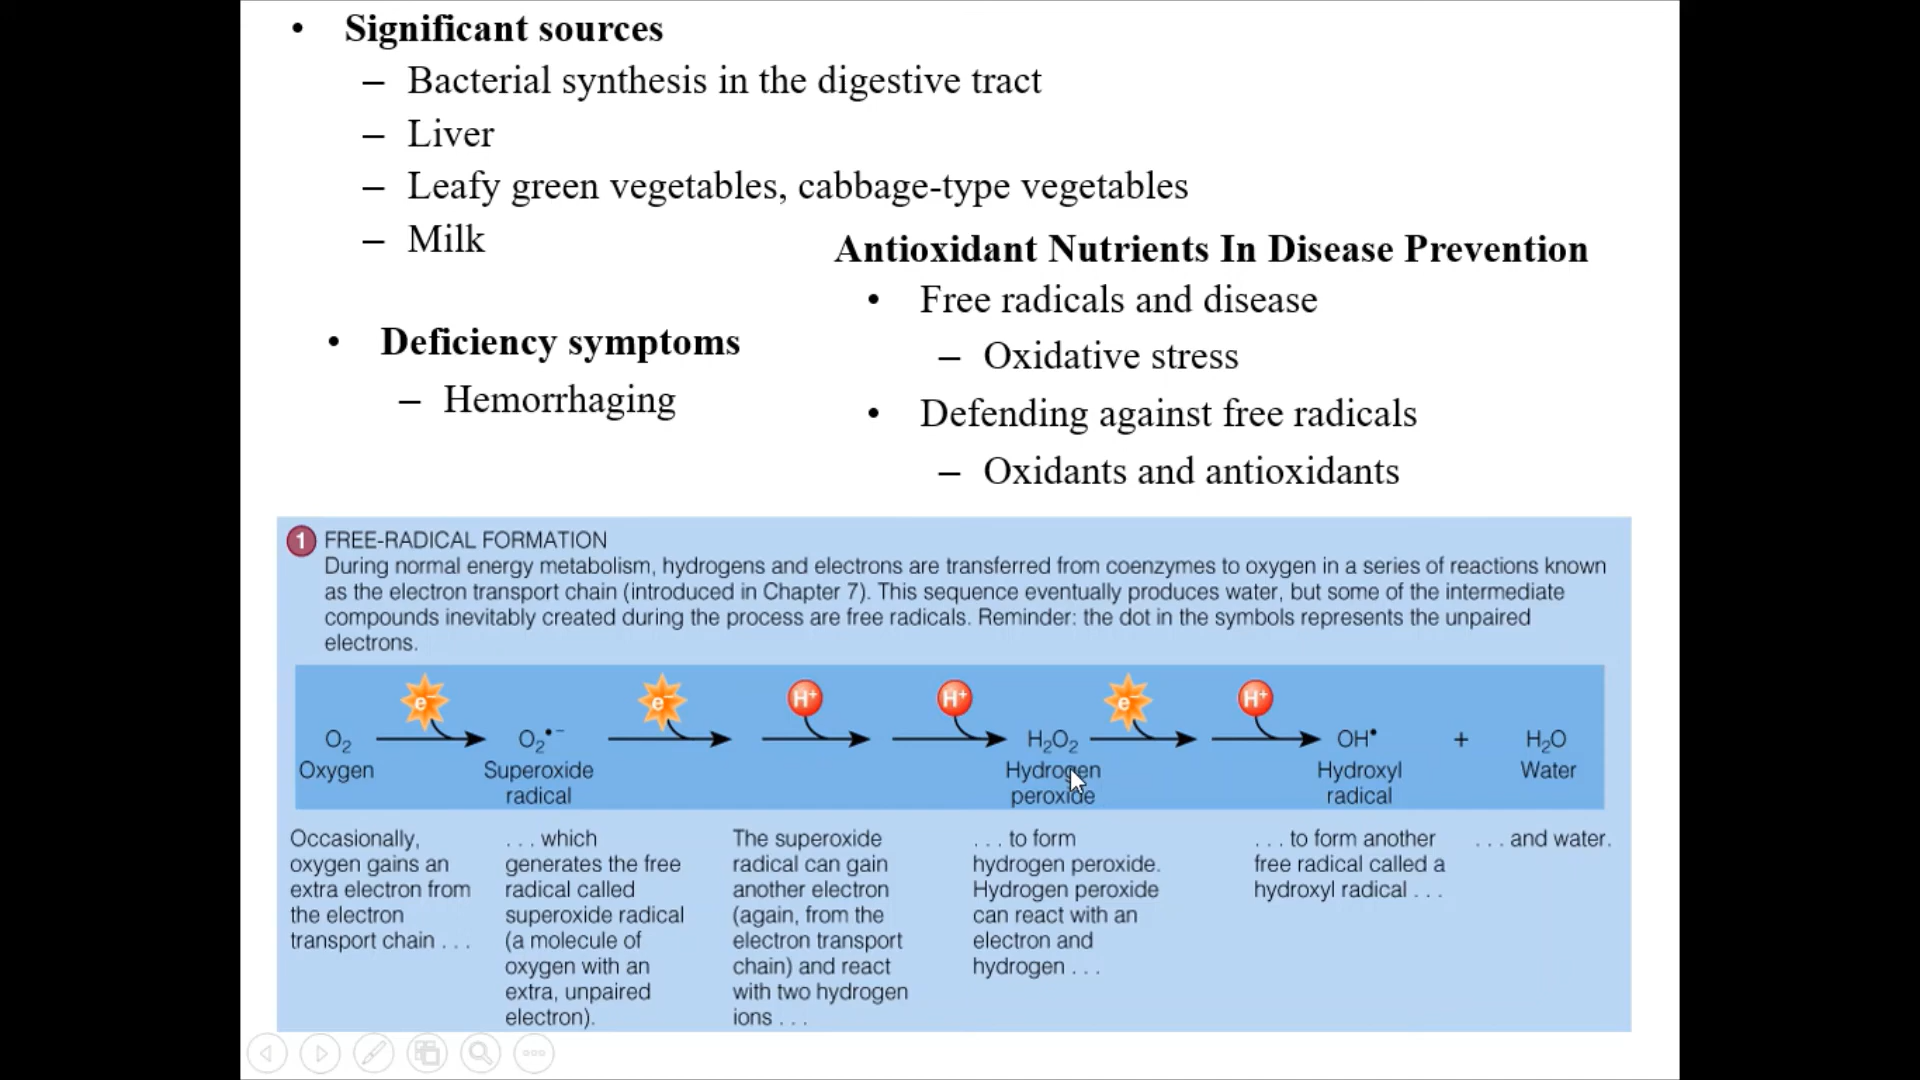 • Significant sources
– Bacterial synthesis in the digestive tract
– Liver
– Leafy green vegetables, cabbage-type vegetables
– Milk
• Deficiency symptoms
– Hemorrhaging
Antioxidant Nutrients In Disease Prevention
• Free radicals and disease
– Oxidative stress
• Defending against free radicals
– Oxidants and antioxidants
1 FREE-RADICAL FORMATION
During normal energy metabolism, hydrogens and electrons are transferred from coenzymes to oxygen in a series of reactions known
as the electron transport chain (introduced in Chapter 7). This sequence eventually produces water, but some of the intermediate
compounds inevitably created during the process are free radicals. Reminder: the dot in the symbols represents the unpaired
electrons.
e⁻ e⁻ H⁺ H⁺ e⁻ H⁺
O₂ O₂•⁻ H₂O₂ OH• + H₂O
Oxygen Superoxide Hydrogen Hydroxyl Water
radical peroxide radical
Occasionally,
oxygen gains an
extra electron from
the electron
transport chain . . .
. . . which
generates the free
radical called
superoxide radical
(a molecule of
oxygen with an
extra, unpaired
electron).
The superoxide
radical can gain
another electron
(again, from the
electron transport
chain) and react
with two hydrogen
ions . . .
. . . to form
hydrogen peroxide.
Hydrogen peroxide
can react with an
electron and
hydrogen . . .
. . . to form another
free radical called a
hydroxyl radical . . .
. . . and water.